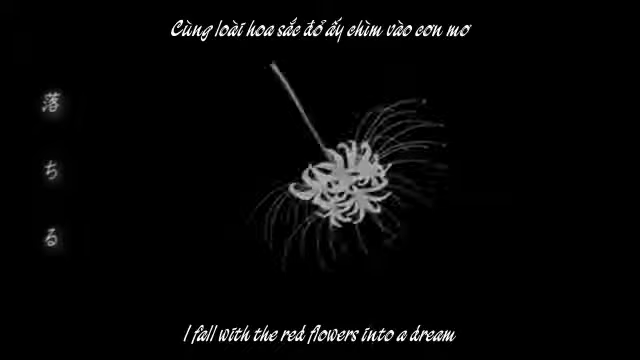 Cùng loài hoa sắc đỏ ấy chìm vào cơn mơ
落ちる
I fall with the red flowers into a dream